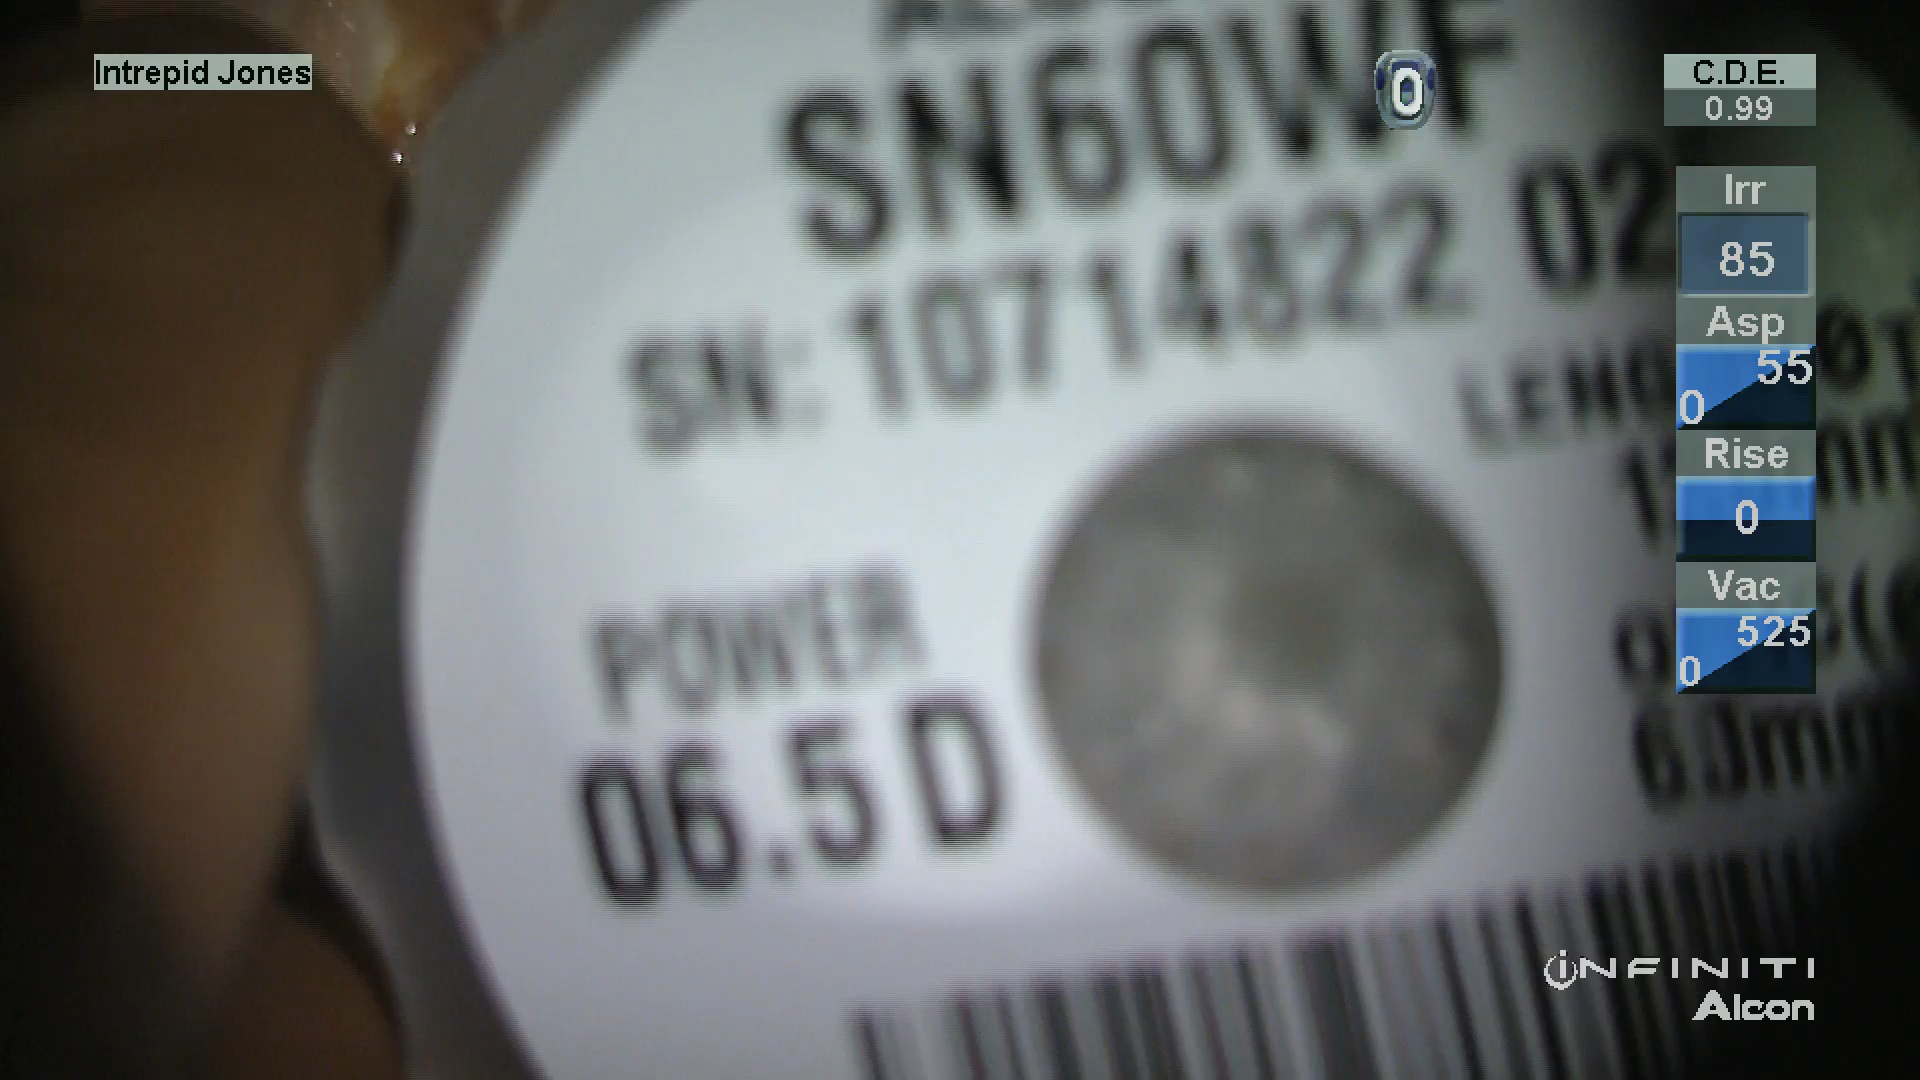 Intrepid Jones
0
C.D.E.
0.99
SN60WF
SN: 10714822
02
Irr
85
Asp
55
0
Rise
0
Vac
525
0
POWER
06.5 D
INFINITI
Alcon